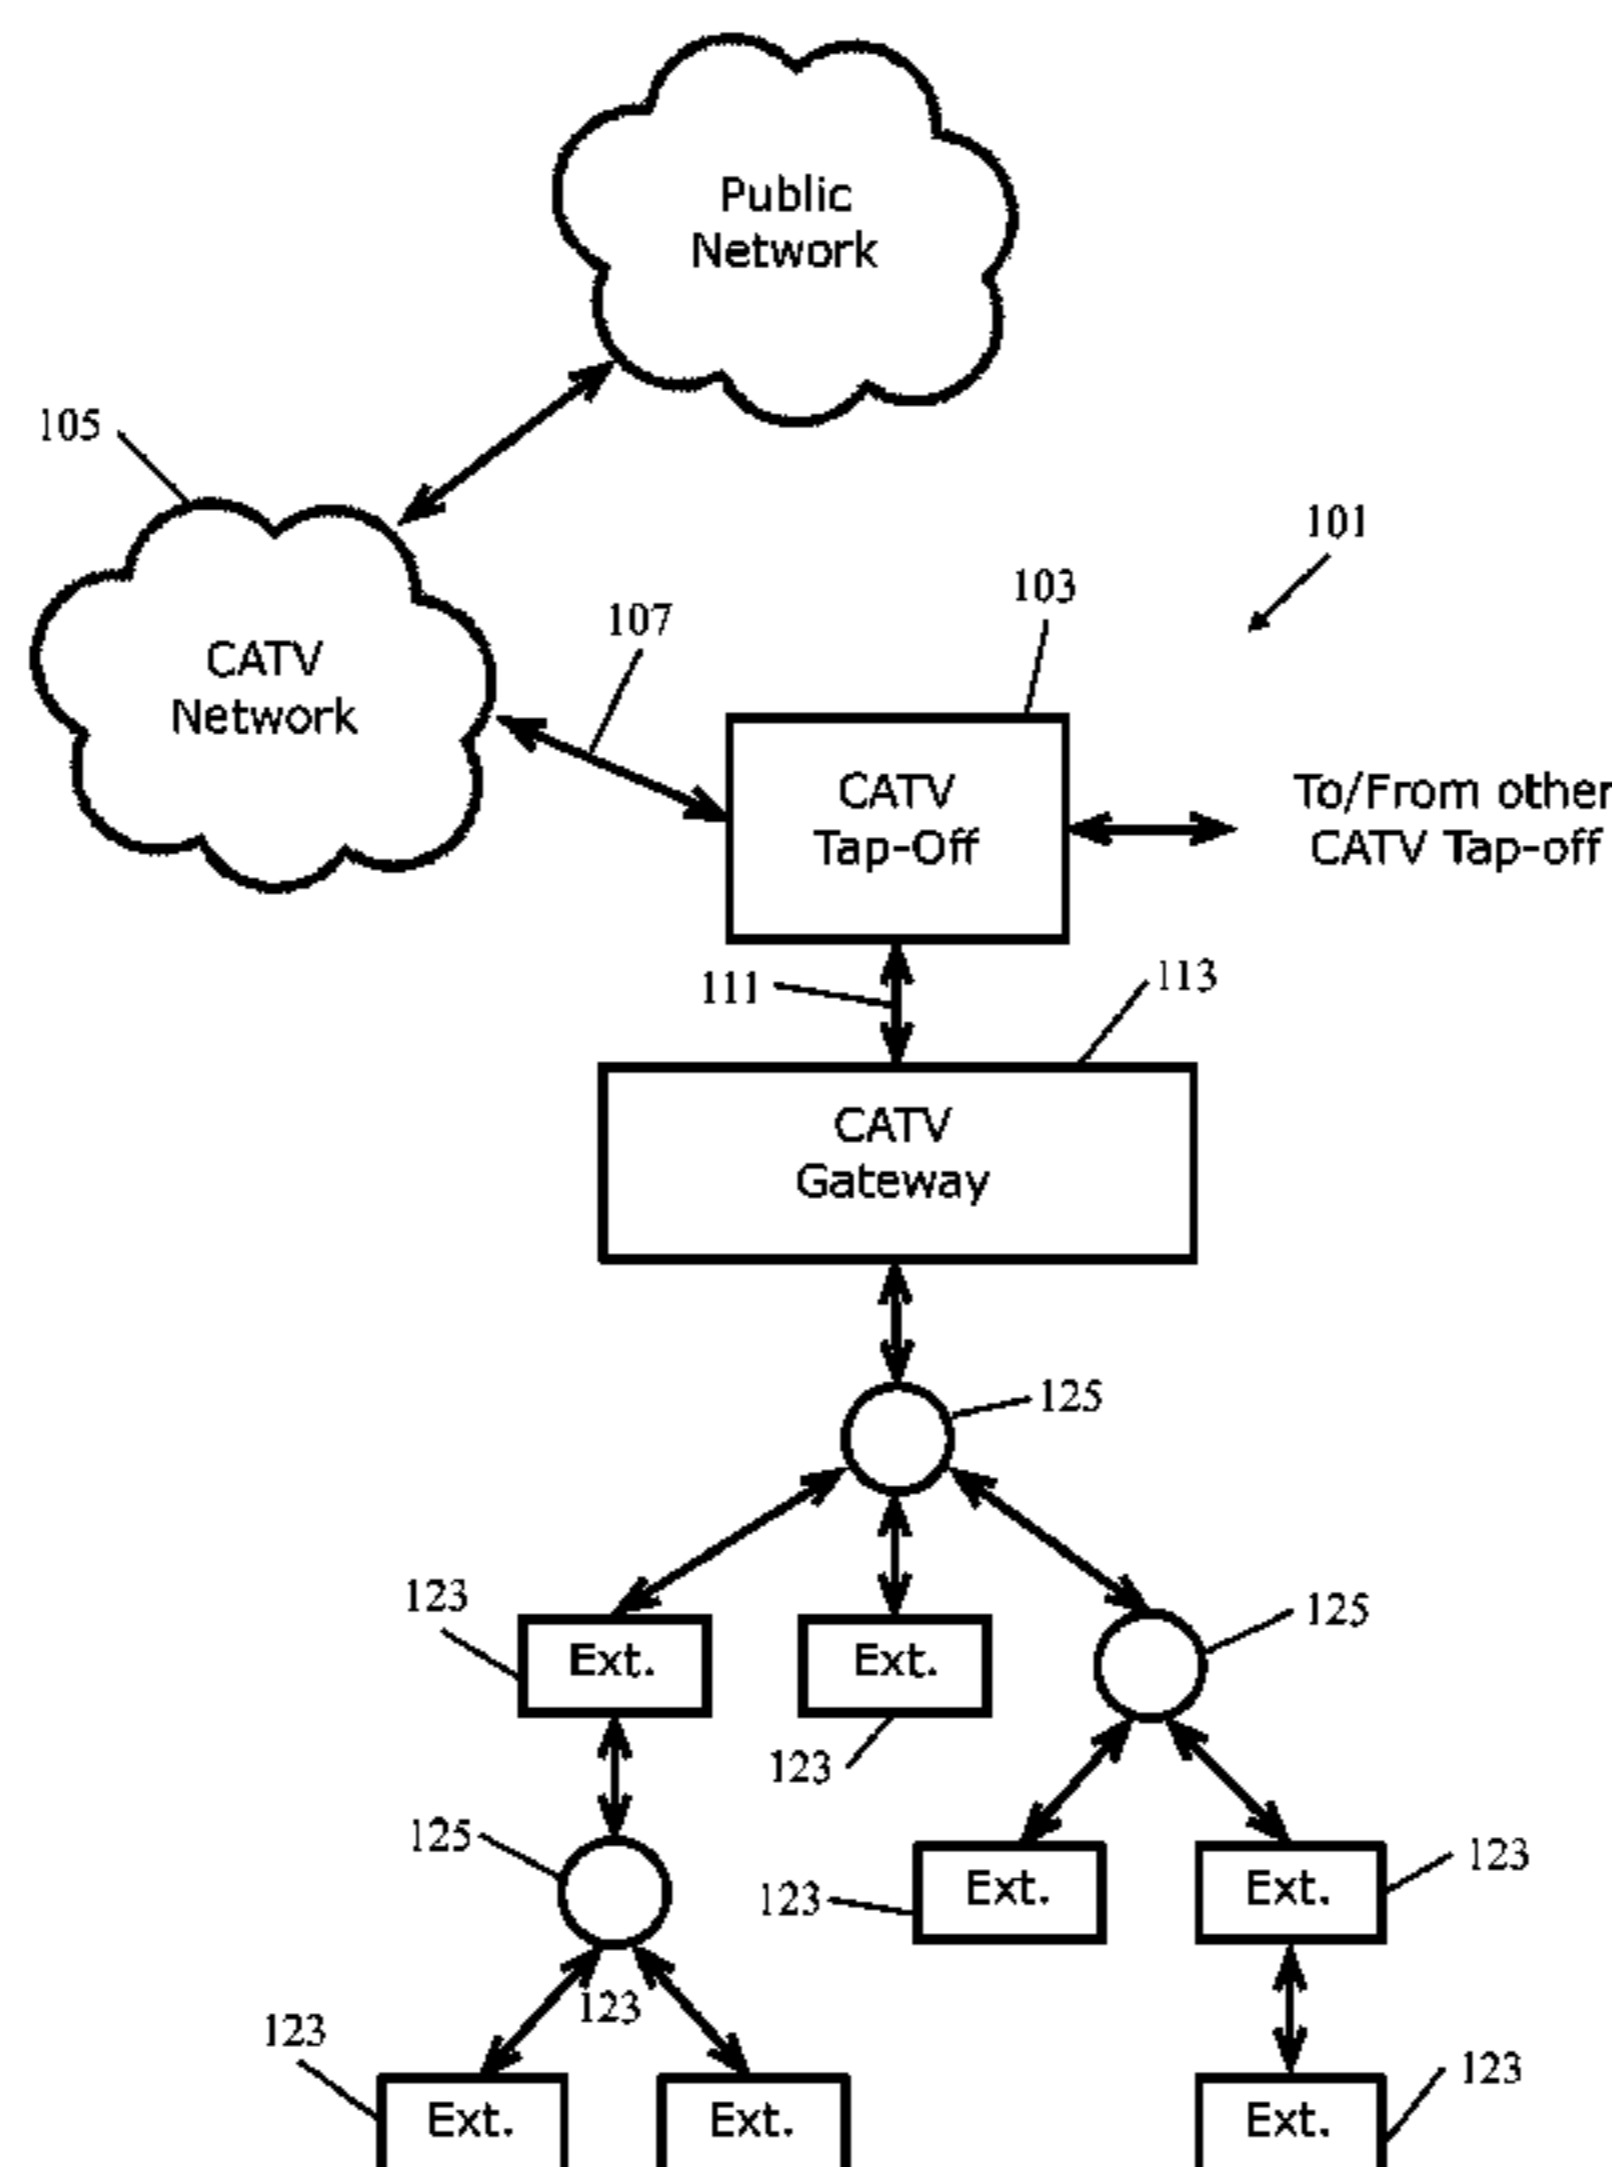 Public
Network
105
101
103
107
CATV
Network
CATV
Tap-Off
To/From other
CATV Tap-off
111
113
CATV
Gateway
125
123
Ext.
Ext.
125
123
125
Ext.
Ext.
123
123
123
123
123
Ext.
Ext.
Ext.